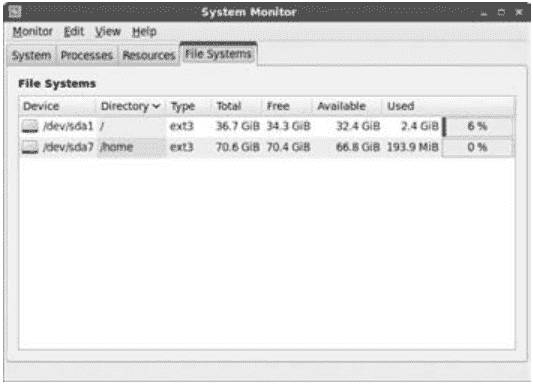 System Monitor
Monitor Edit View Help
System Processes Resources File Systems
File Systems
Device Directory Type Total Free Available Used
/dev/sda1 / ext3 36.7 GiB 34.3 GiB 32.4 GiB 2.4 GiB 6 %
/dev/sda7 /home ext3 70.6 GiB 70.4 GiB 66.8 GiB 193.9 MiB 0 %